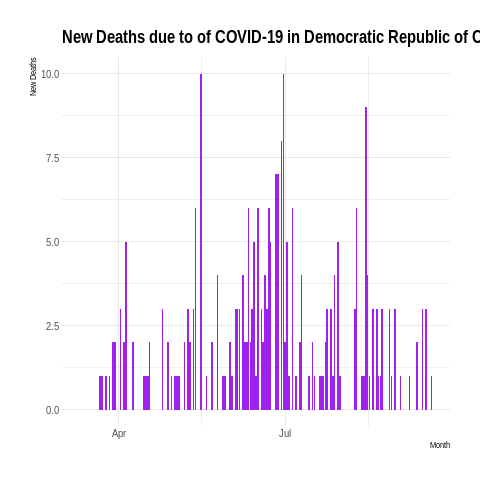 New Deaths due to of COVID-19 in Democratic Republic of C
New Deaths
10.0
7.5
5.0
2.5
0.0
Apr Jul
Month